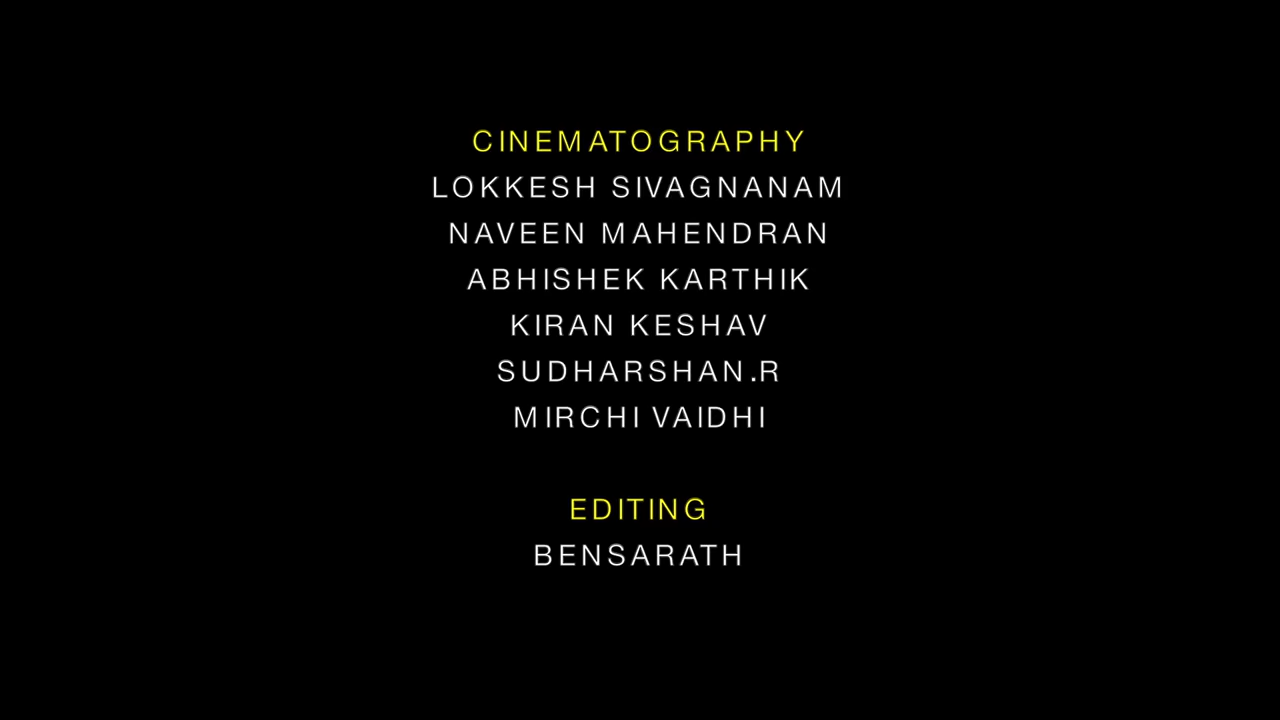 CINEMATOGRAPHY
LOKKESH SIVAGNANAM
NAVEEN MAHENDRAN
ABHISHEK KARTHIK
KIRAN KESHAV
SUDHARSHAN.R
MIRCHI VAIDHI
EDITING
BENSARATH